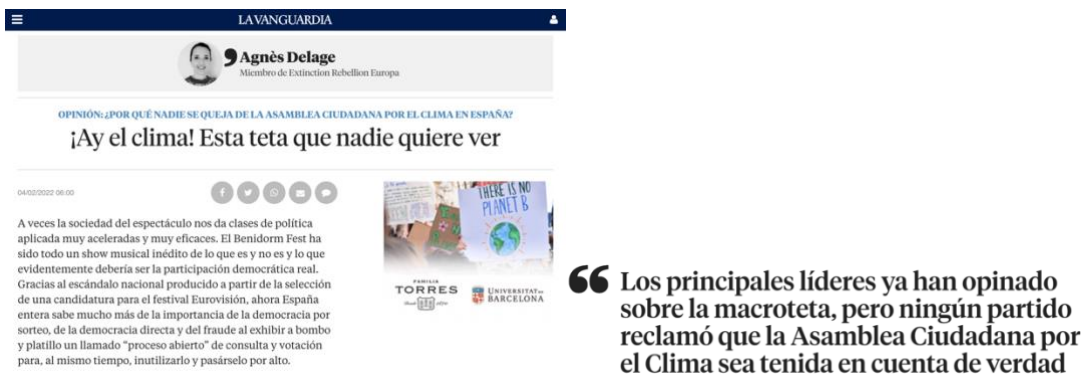 LA VANGUARDIA
Agnès Delage
Miembro de Extinction Rebellion Europa
OPINIÓN: ¿POR QUÉ NADIE SE QUEJA DE LA ASAMBLEA CIUDADANA POR EL CLIMA EN ESPAÑA?
¡Ay el clima! Esta teta que nadie quiere ver
04/02/2022 06:00
A veces la sociedad del espectáculo nos da clases de política
aplicada muy aceleradas y muy eficaces. El Benidorm Fest ha
sido todo un show musical inédito de lo que es y no es y lo que
evidentemente debería ser la participación democrática real.
Gracias al escándalo nacional producido a partir de la selección
de una candidatura para el festival Eurovisión, ahora España
entera sabe mucho más de la importancia de la democracia por
sorteo, de la democracia directa y del fraude al exhibir a bombo
y platillo un llamado “proceso abierto” de consulta y votación
para, al mismo tiempo, inutilizarlo y pasárselo por alto.
THERE IS NO
PLANET B
FAMILIA
TORRES
UNIVERSITAT DE
BARCELONA
“ Los principales líderes ya han opinado
sobre la macroteta, pero ningún partido
reclamó que la Asamblea Ciudadana por
el Clima sea tenida en cuenta de verdad